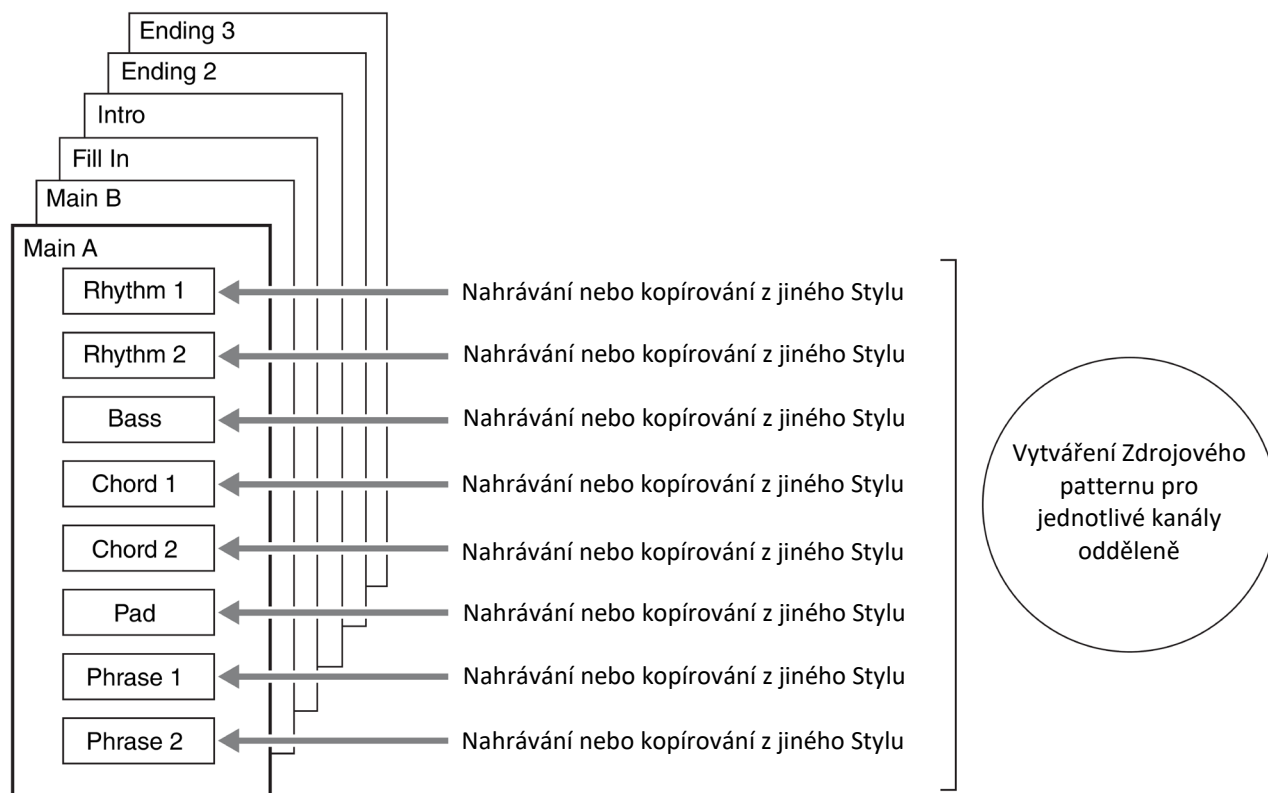 Ending 3
Ending 2
Intro
Fill In
Main B
Main A
Rhythm 1
Nahrávání nebo kopírování z jiného Stylu
Rhythm 2
Nahrávání nebo kopírování z jiného Stylu
Bass
Nahrávání nebo kopírování z jiného Stylu
Chord 1
Nahrávání nebo kopírování z jiného Stylu
Chord 2
Nahrávání nebo kopírování z jiného Stylu
Pad
Nahrávání nebo kopírování z jiného Stylu
Phrase 1
Nahrávání nebo kopírování z jiného Stylu
Phrase 2
Nahrávání nebo kopírování z jiného Stylu
Vytváření Zdrojového
patternu pro
jednotlivé kanály
odděleně